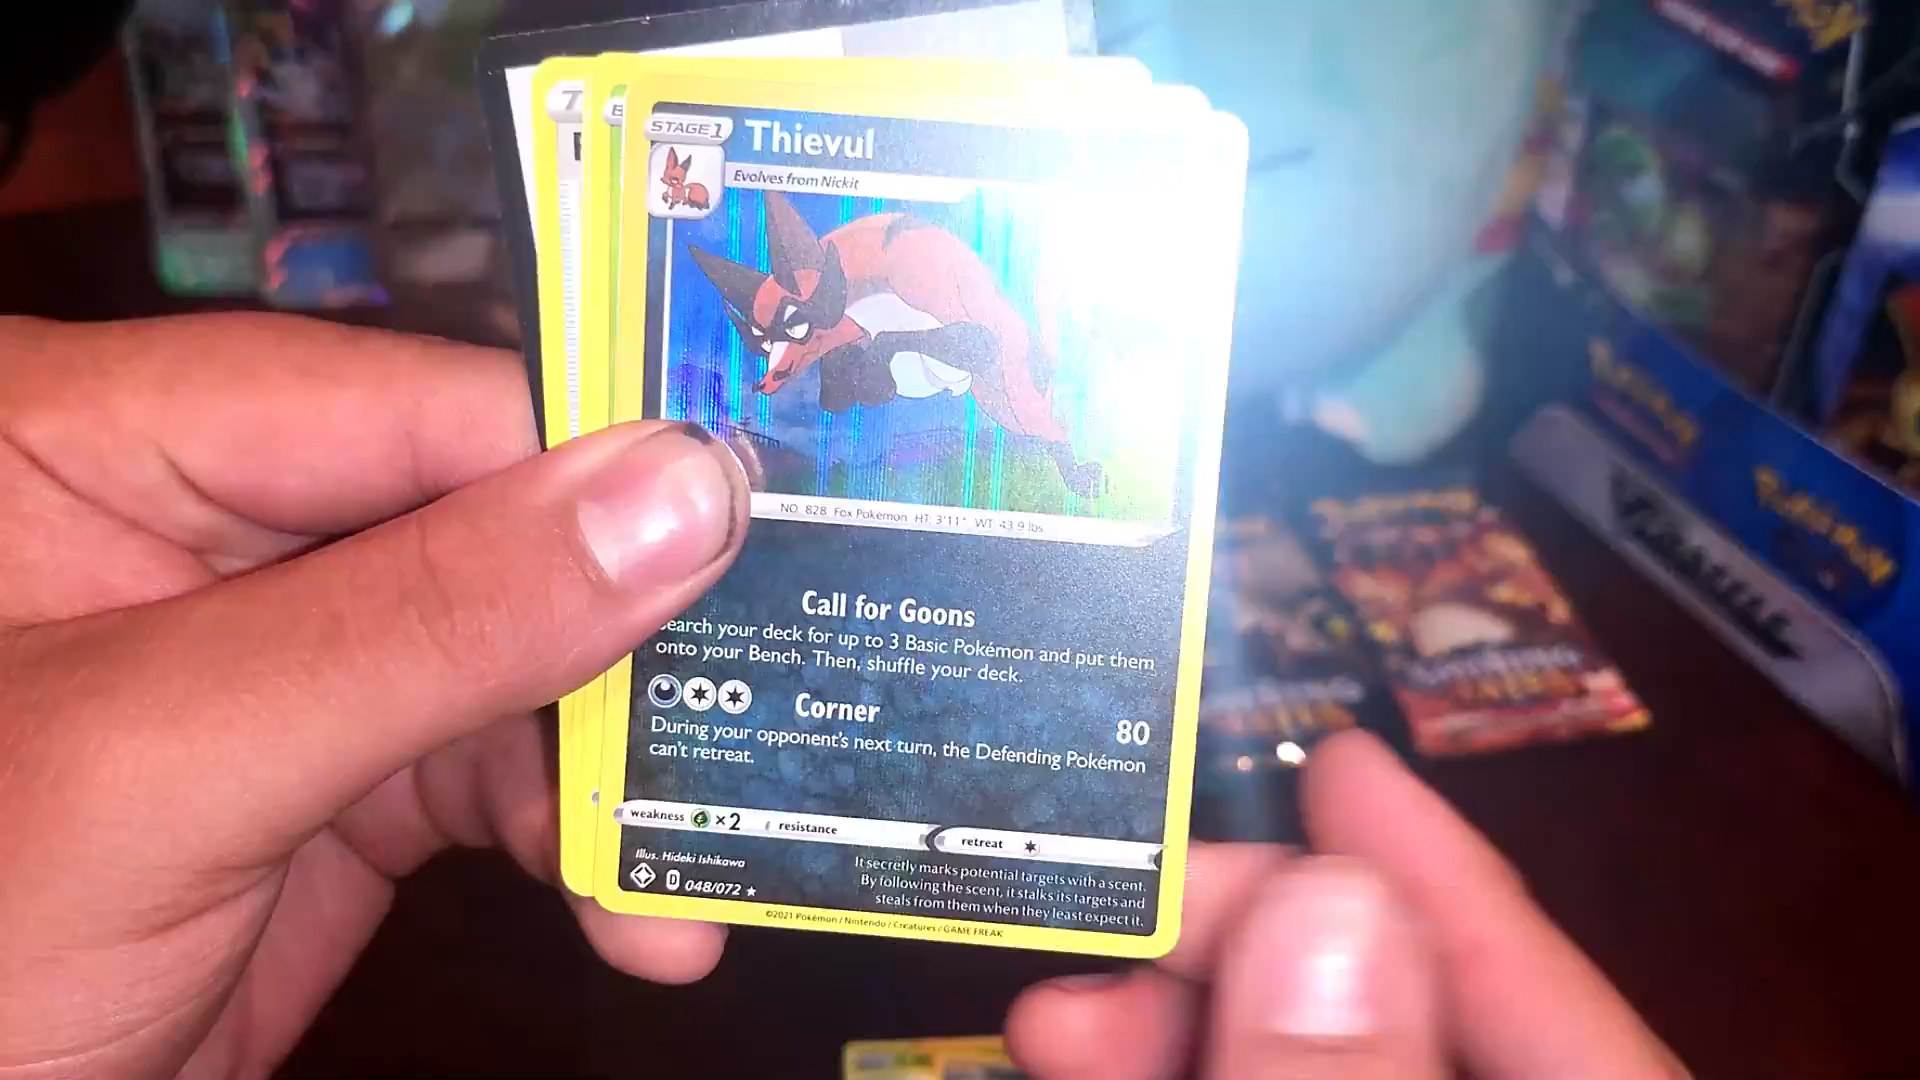 STAGE 1
Thievul
Evolves from Nickit
NO. 828 Fox Pokémon HT: 3'11" WT: 43.9 lbs.
Call for Goons
earch your deck for up to 3 Basic Pokémon and put them
onto your Bench. Then, shuffle your deck.
Corner 80
During your opponent's next turn, the Defending Pokémon
can't retreat.
weakness ×2 resistance retreat
Illus. Hideki Ishikawa
D 048/072 ★
It secretly marks potential targets with a scent.
By following the scent, it stalks its targets and
steals from them when they least expect it.
©2021 Pokémon / Nintendo / Creatures / GAME FREAK